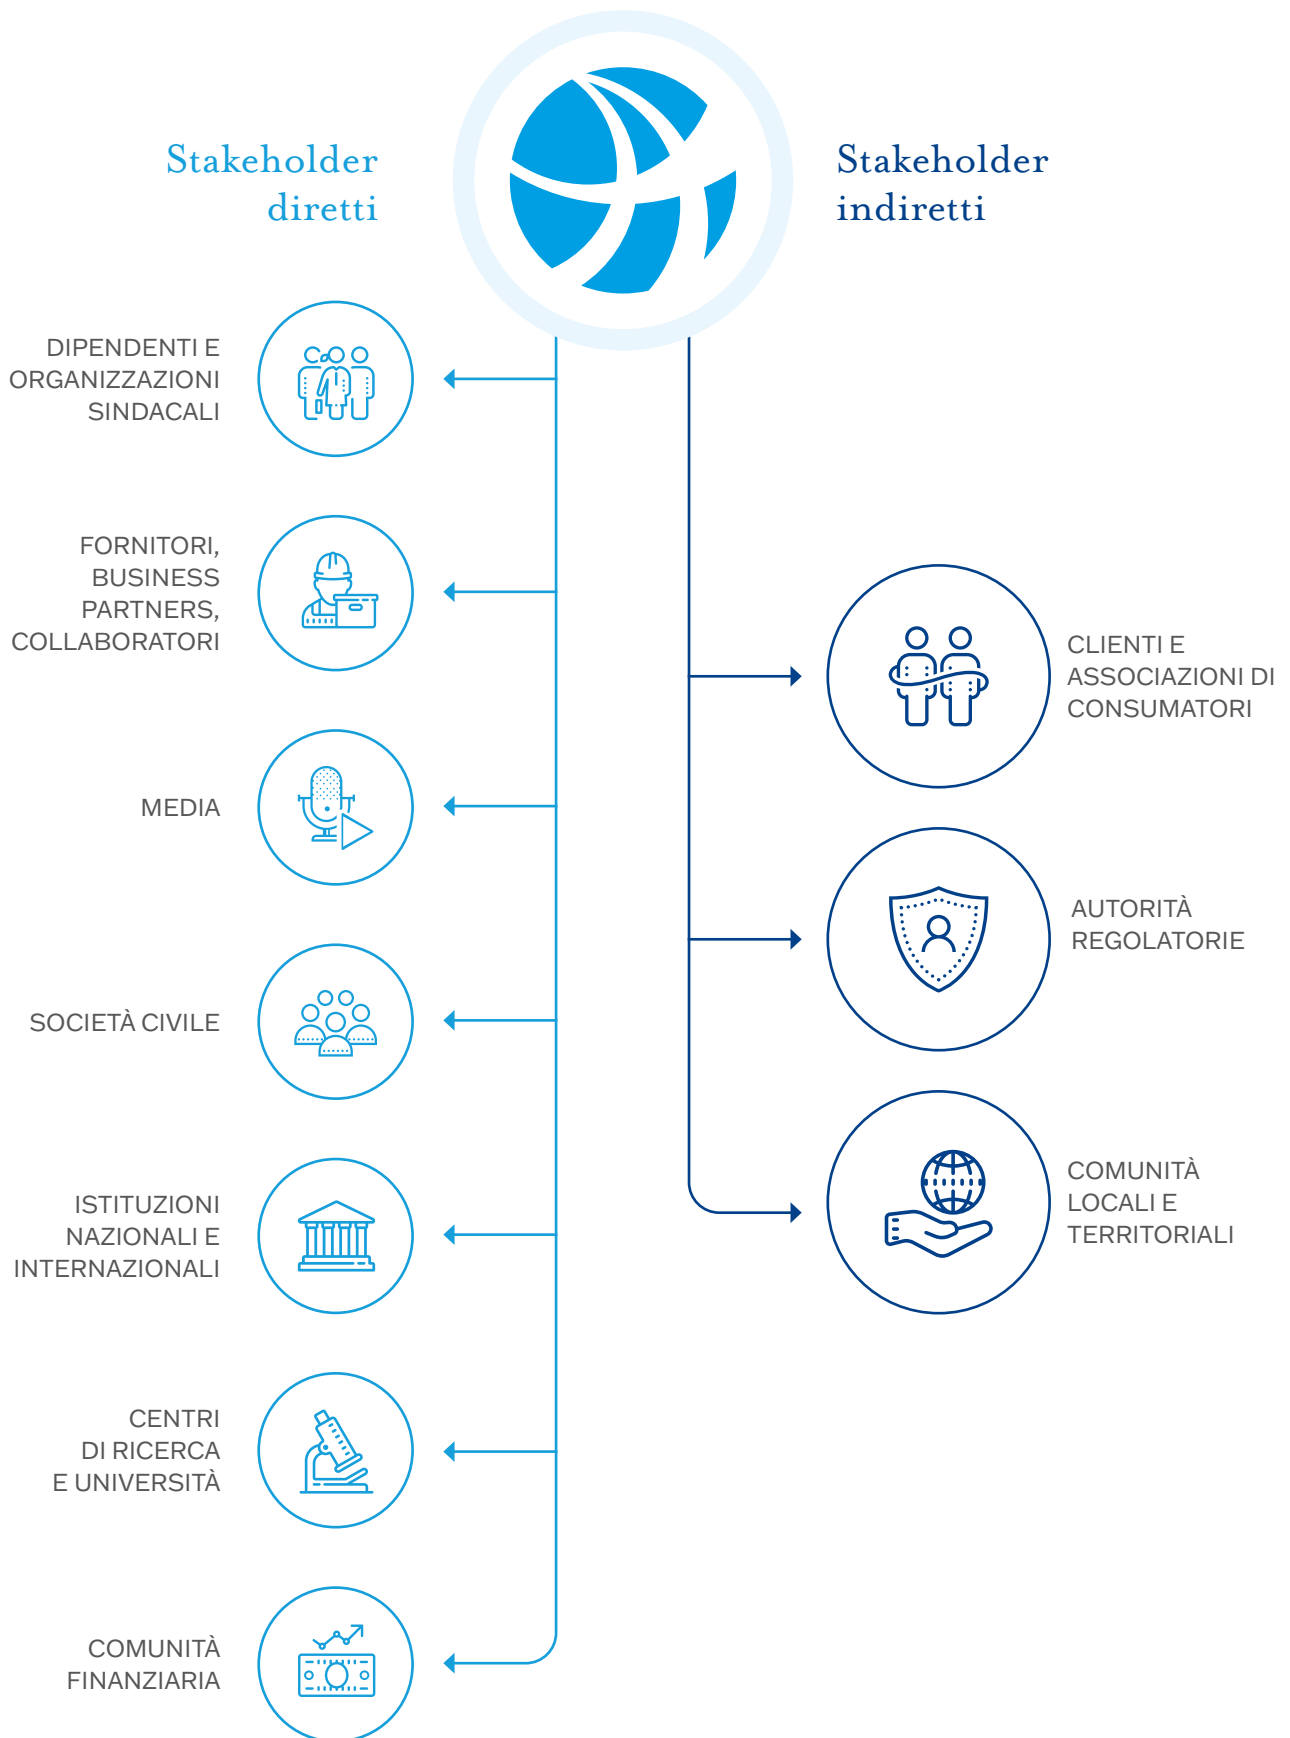 Stakeholder
diretti
DIPENDENTI E
ORGANIZZAZIONI
SINDACALI
FORNITORI,
BUSINESS
PARTNERS,
COLLABORATORI
MEDIA
SOCIETÀ CIVILE
ISTITUZIONI
NAZIONALI E
INTERNAZIONALI
CENTRI
DI RICERCA
E UNIVERSITÀ
COMUNITÀ
FINANZIARIA
Stakeholder
indiretti
CLIENTI E
ASSOCIAZIONI DI
CONSUMATORI
AUTORITÀ
REGOLATORIE
COMUNITÀ
LOCALI E
TERRITORIALI